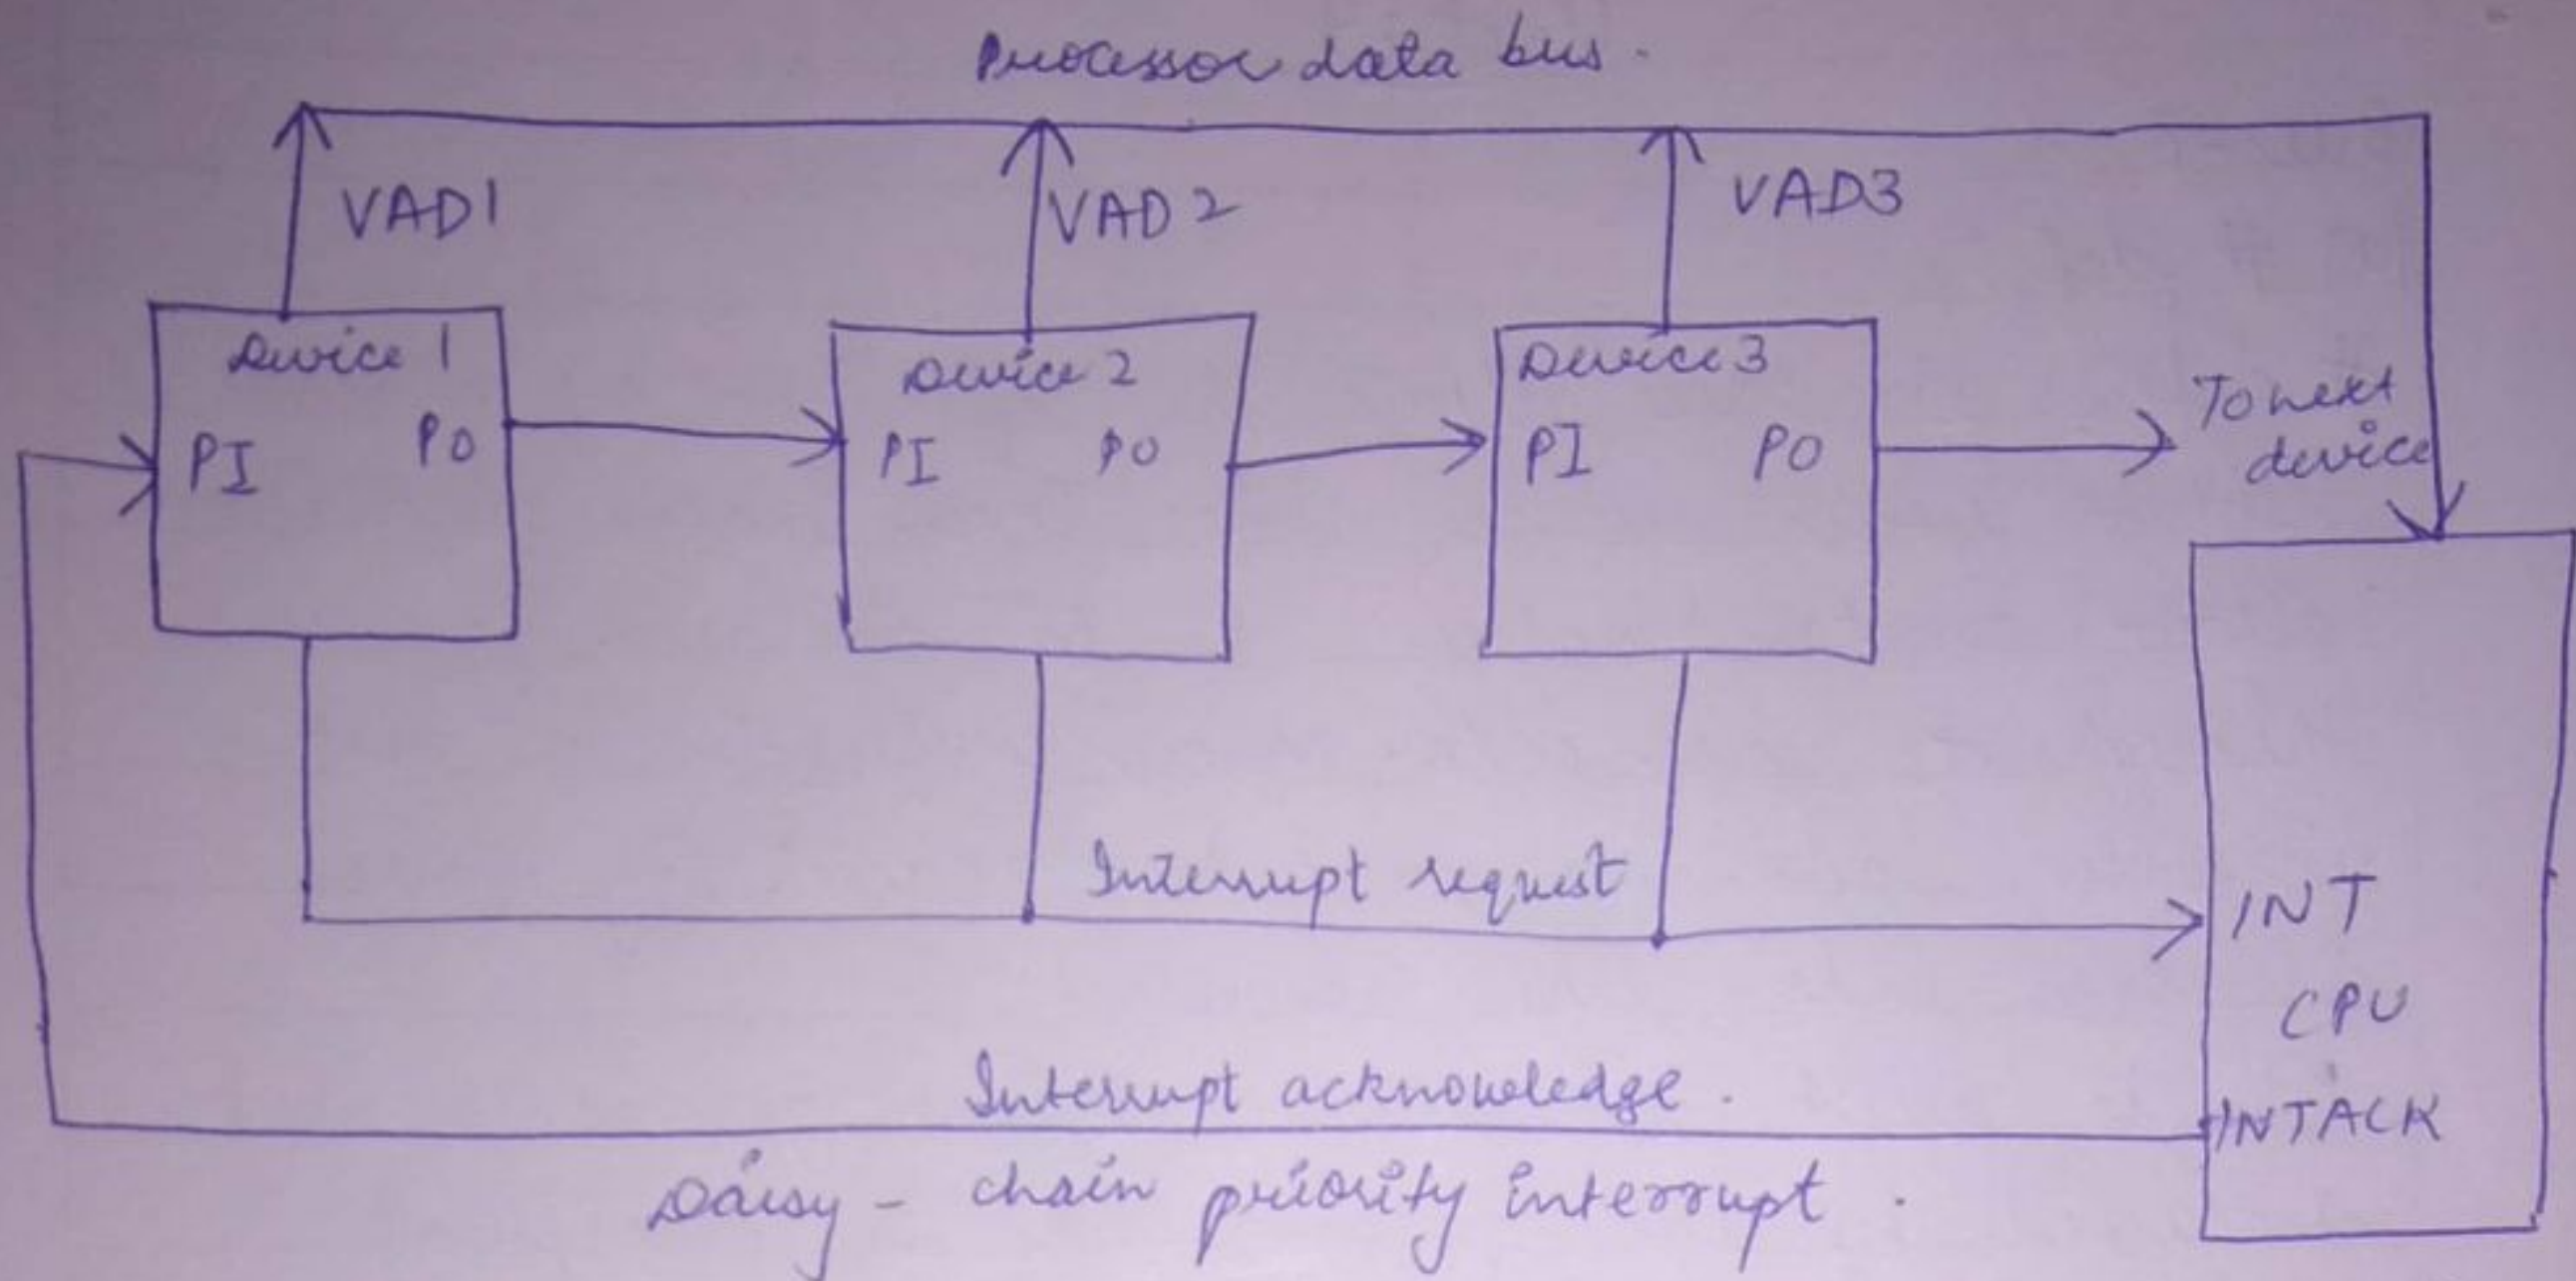 Processor data bus.
VAD1
VAD2
VAD3
Device 1
PI PO
Device 2
PI PO
Device 3
PI PO
To next
device
Interrupt request
INT
CPU
Interrupt acknowledge.
INTACK
Daisy - chain priority interrupt.